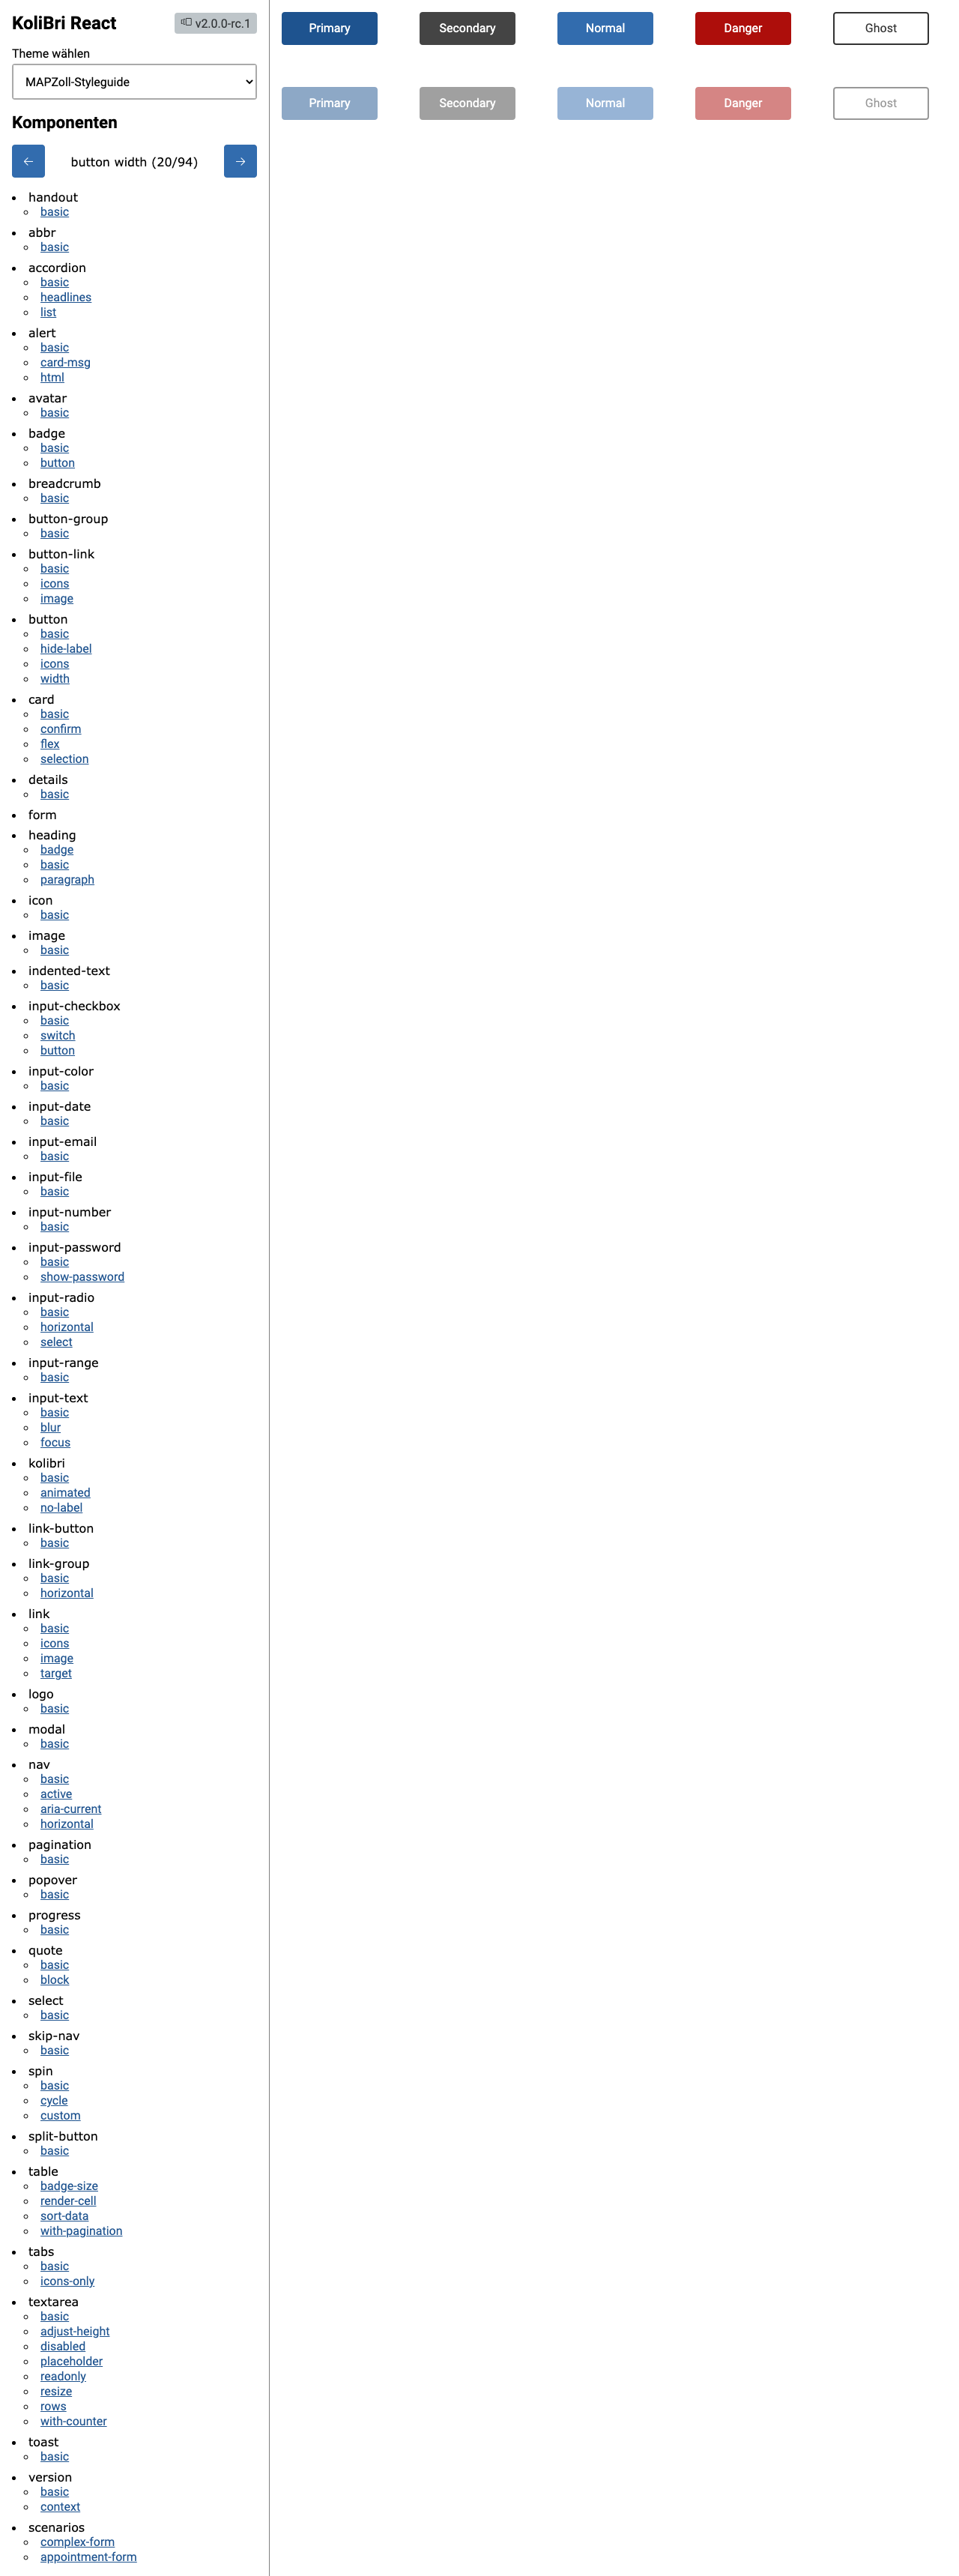 KoliBri React
v2.0.0-rc.1
Theme wählen
MAPZoll-Styleguide
Komponenten
← button width (20/94) →
handout
basic
abbr
basic
accordion
basic
headlines
list
alert
basic
card-msg
html
avatar
basic
badge
basic
button
breadcrumb
basic
button-group
basic
button-link
basic
icons
image
button
basic
hide-label
icons
width
card
basic
confirm
flex
selection
details
basic
form
heading
badge
basic
paragraph
icon
basic
image
basic
indented-text
basic
input-checkbox
basic
switch
button
input-color
basic
input-date
basic
input-email
basic
input-file
basic
input-number
basic
input-password
basic
show-password
input-radio
basic
horizontal
select
input-range
basic
input-text
basic
blur
focus
kolibri
basic
animated
no-label
link-button
basic
link-group
basic
horizontal
link
basic
icons
image
target
logo
basic
modal
basic
nav
basic
active
aria-current
horizontal
pagination
basic
popover
basic
progress
basic
quote
basic
block
select
basic
skip-nav
basic
spin
basic
cycle
custom
split-button
basic
table
badge-size
render-cell
sort-data
with-pagination
tabs
basic
icons-only
textarea
basic
adjust-height
disabled
placeholder
readonly
resize
rows
with-counter
toast
basic
version
basic
context
scenarios
complex-form
appointment-form
Primary Secondary Normal Danger Ghost
Primary Secondary Normal Danger Ghost